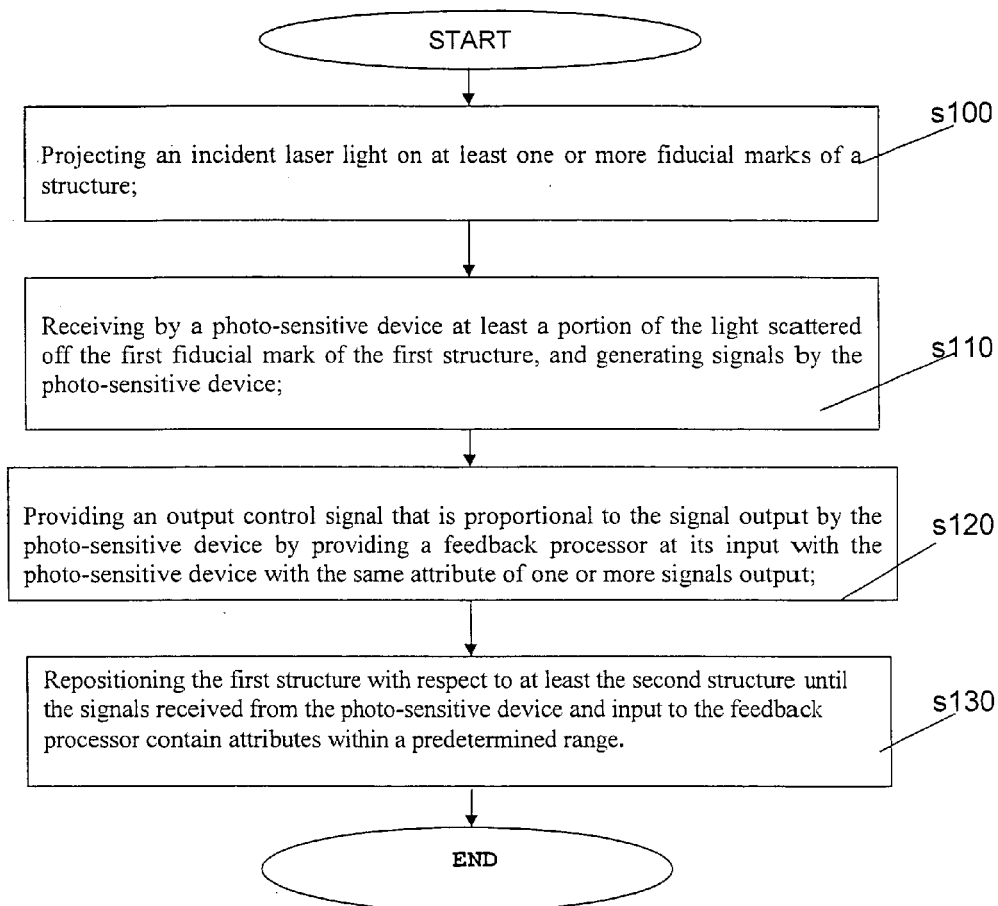 START
s100
Projecting an incident laser light on at least one or more fiducial marks of a
structure;
Receiving by a photo-sensitive device at least a portion of the light scattered
off the first fiducial mark of the first structure, and generating signals by the
photo-sensitive device;
s110
Providing an output control signal that is proportional to the signal output by the
photo-sensitive device by providing a feedback processor at its input with the
photo-sensitive device with the same attribute of one or more signals output;
s120
Repositioning the first structure with respect to at least the second structure until
the signals received from the photo-sensitive device and input to the feedback
processor contain attributes within a predetermined range.
s130
END